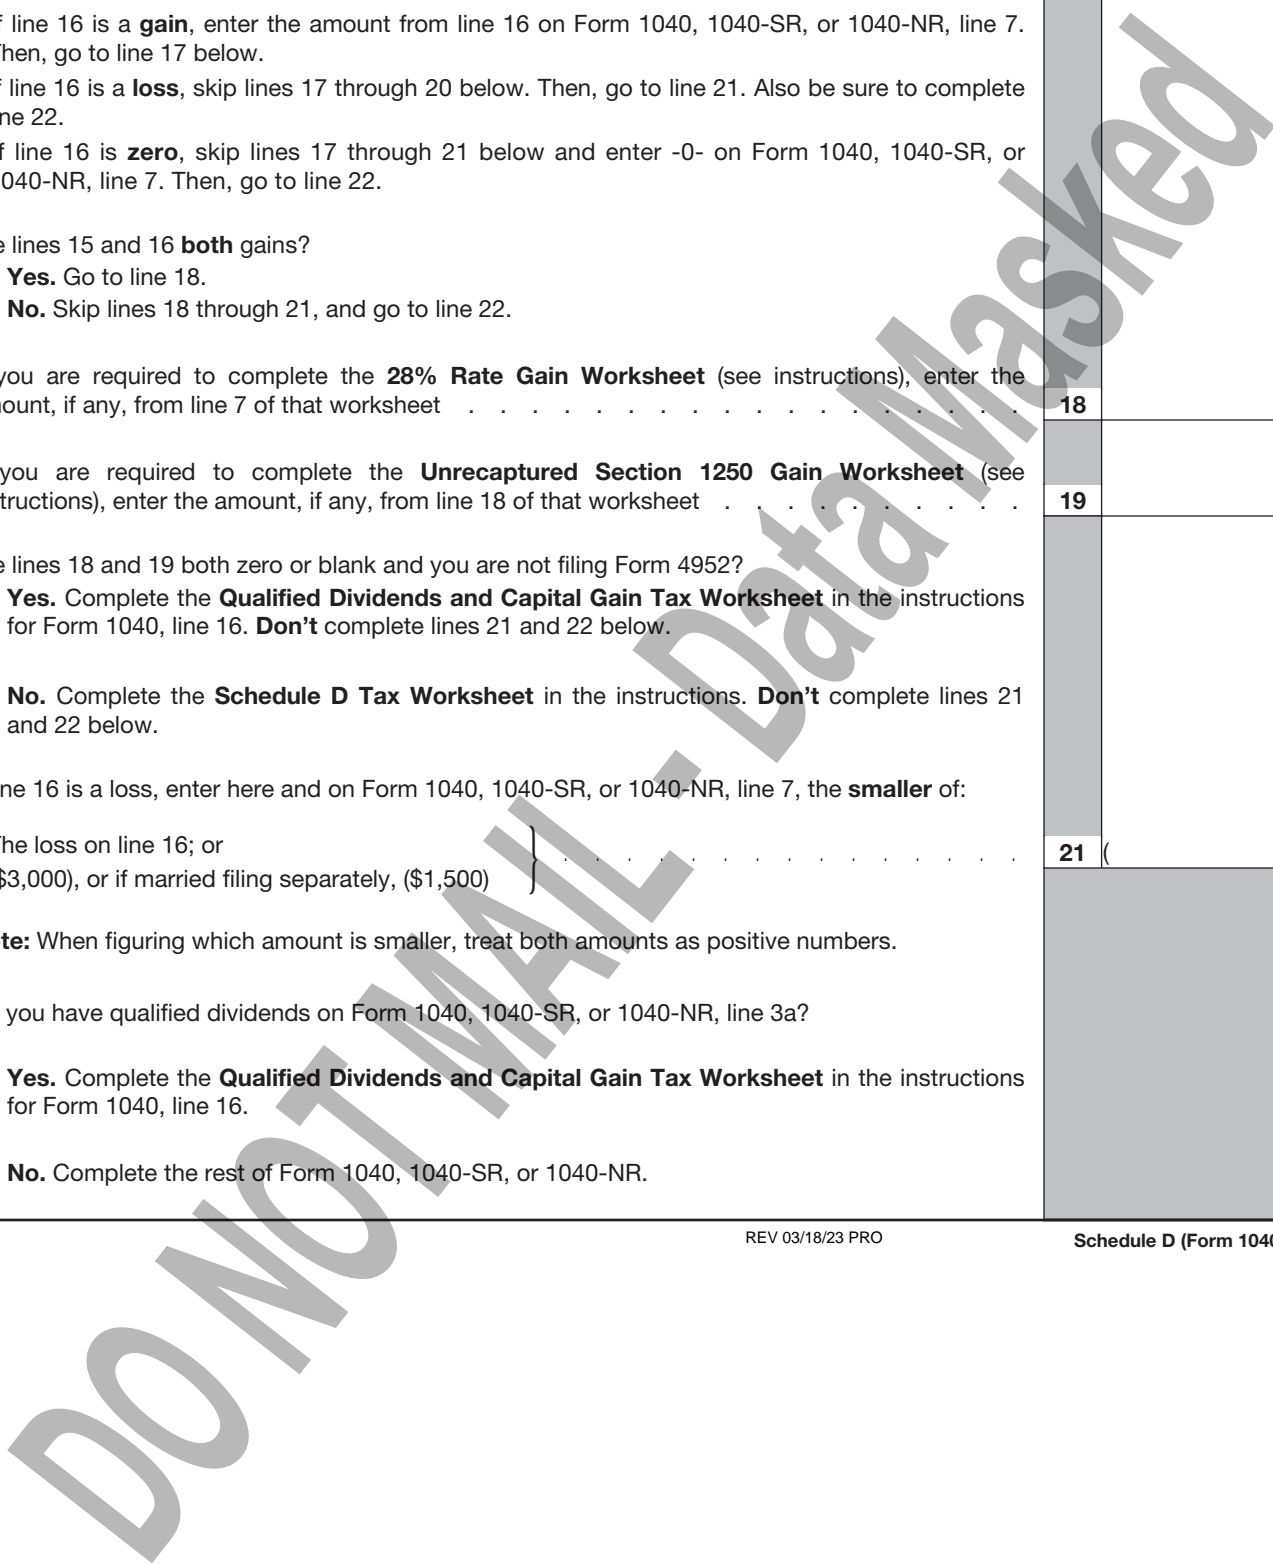 f line 16 is a gain, enter the amount from line 16 on Form 1040, 1040-SR, or 1040-NR, line 7.
Then, go to line 17 below.
f line 16 is a loss, skip lines 17 through 20 below. Then, go to line 21. Also be sure to complete
ne 22.
f line 16 is zero, skip lines 17 through 21 below and enter -0- on Form 1040, 1040-SR, or
040-NR, line 7. Then, go to line 22.
e lines 15 and 16 both gains?
Yes. Go to line 18.
No. Skip lines 18 through 21, and go to line 22.
you are required to complete the 28% Rate Gain Worksheet (see instructions), enter the
ount, if any, from line 7 of that worksheet . . . . . . . . . . . . . . . . . . 18
you are required to complete the Unrecaptured Section 1250 Gain Worksheet (see
tructions), enter the amount, if any, from line 18 of that worksheet . . . . . . . . . . 19
e lines 18 and 19 both zero or blank and you are not filing Form 4952?
Yes. Complete the Qualified Dividends and Capital Gain Tax Worksheet in the instructions
for Form 1040, line 16. Don't complete lines 21 and 22 below.
No. Complete the Schedule D Tax Worksheet in the instructions. Don't complete lines 21
and 22 below.
ne 16 is a loss, enter here and on Form 1040, 1040-SR, or 1040-NR, line 7, the smaller of:
The loss on line 16; or
$3,000), or if married filing separately, ($1,500) } . . . . . . . . . . . . . . . 21 (
te: When figuring which amount is smaller, treat both amounts as positive numbers.
you have qualified dividends on Form 1040, 1040-SR, or 1040-NR, line 3a?
Yes. Complete the Qualified Dividends and Capital Gain Tax Worksheet in the instructions
for Form 1040, line 16.
No. Complete the rest of Form 1040, 1040-SR, or 1040-NR.
REV 03/18/23 PRO Schedule D (Form 1040
DO NOT MAIL - Data Masked